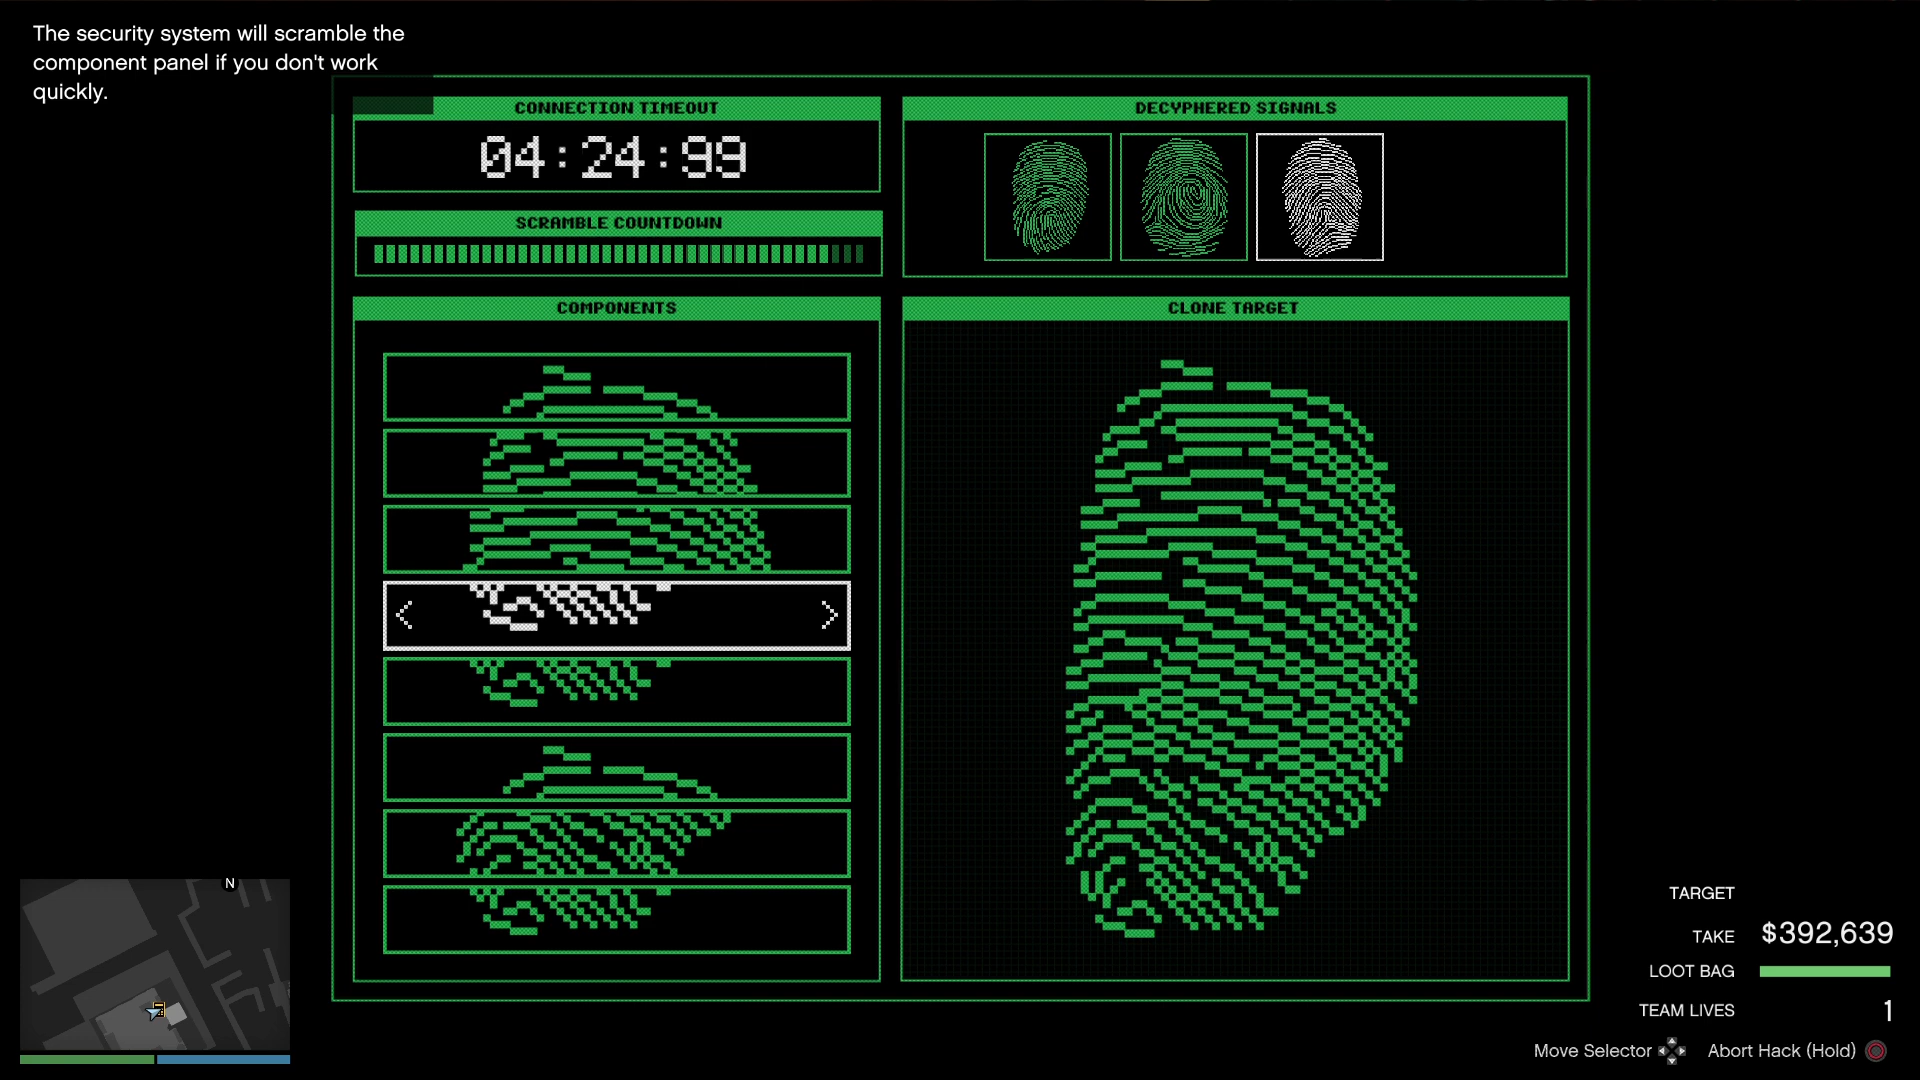 The security system will scramble the
component panel if you don't work
quickly.
CONNECTION TIMEOUT
04:24:99
DECYPHERED SIGNALS
SCRAMBLE COUNTDOWN
COMPONENTS
CLONE TARGET
N
TARGET
TAKE $392,639
LOOT BAG
TEAM LIVES 1
Move Selector Abort Hack (Hold)